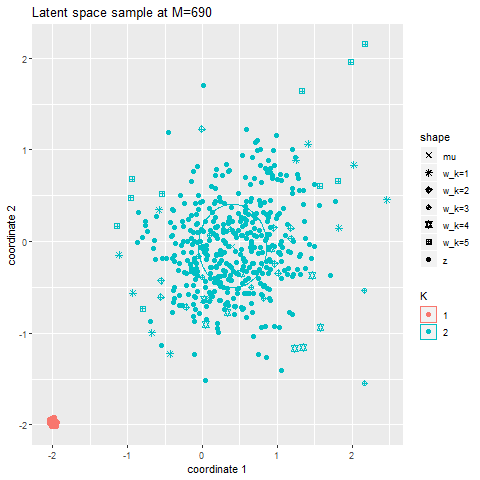 Latent space sample at M=690
coordinate 2
2
1
0
-1
-2
-2
-1
0
1
2
coordinate 1
shape
mu
w_k=1
w_k=2
w_k=3
w_k=4
w_k=5
z
K
1
2